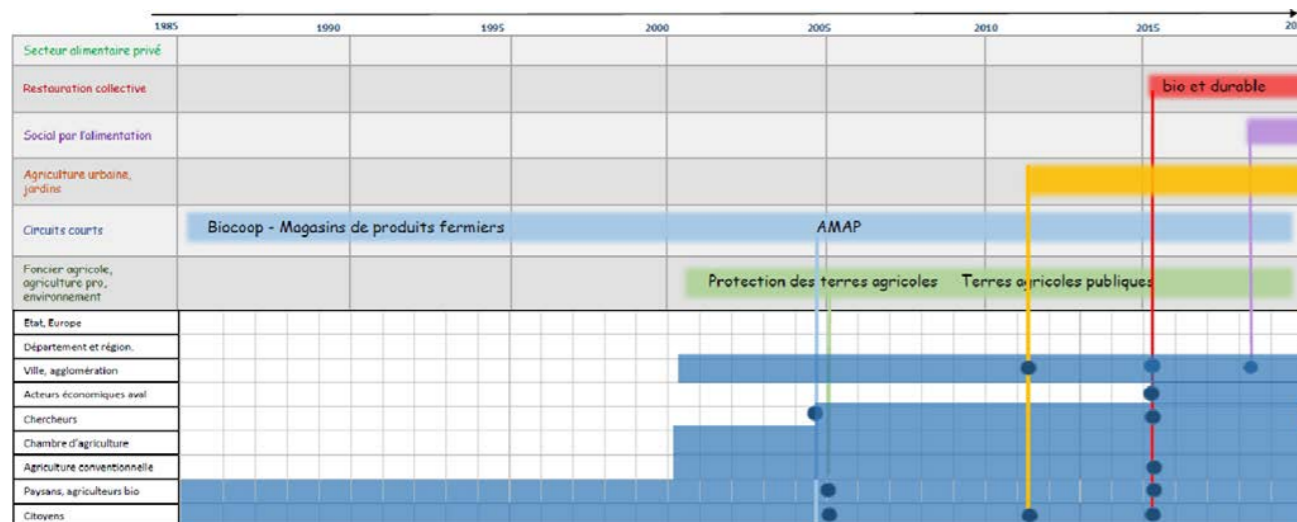 1985 1990 1995 2000 2005 2010 2015 20
Secteur alimentaire privé
Restauration collective
bio et durable
Social par l'alimentation
Agriculture urbaine,
jardins
Circuits courts
Biocoop - Magasins de produits fermiers
AMAP
Foncier agricole,
agriculture pro,
environnement
Protection des terres agricoles
Terres agricoles publiques
Etat, Europe
Département et région.
Ville, agglomération
Acteurs économiques aval
Chercheurs
Chambre d'agriculture
Agriculture conventionnelle
Paysans, agriculteurs bio
Citoyens